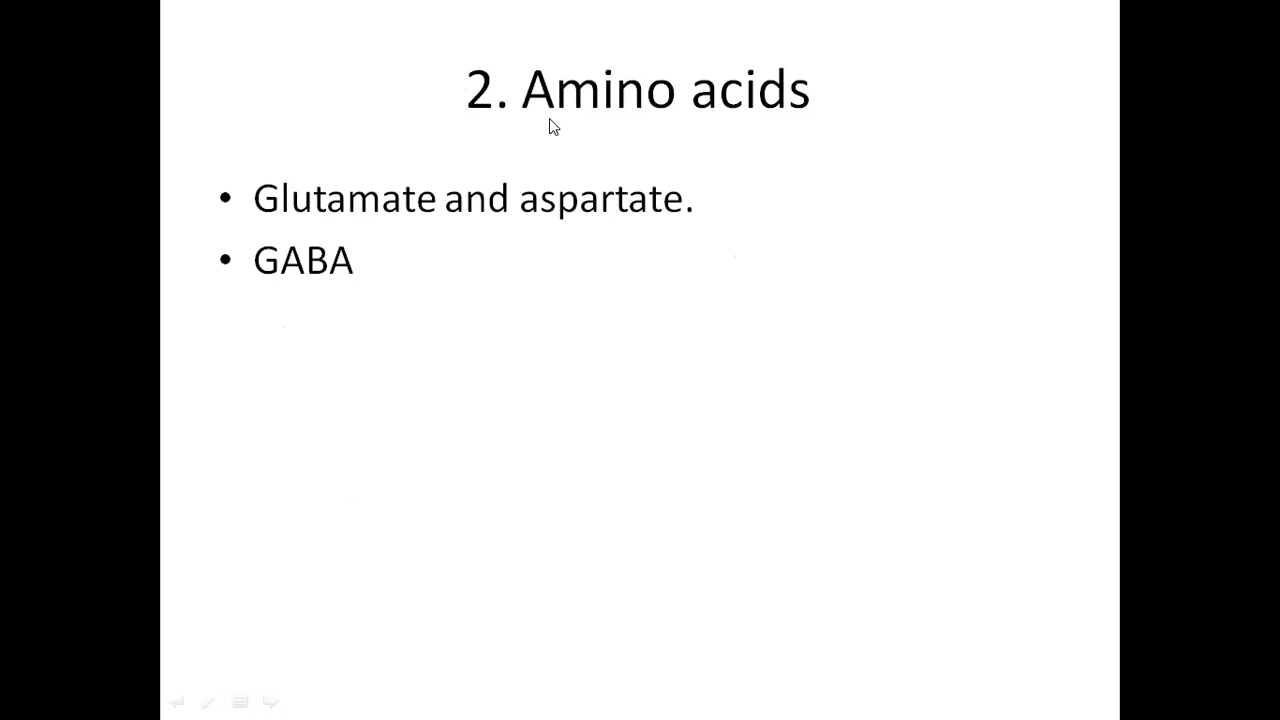 2. Amino acids
• Glutamate and aspartate.
• GABA